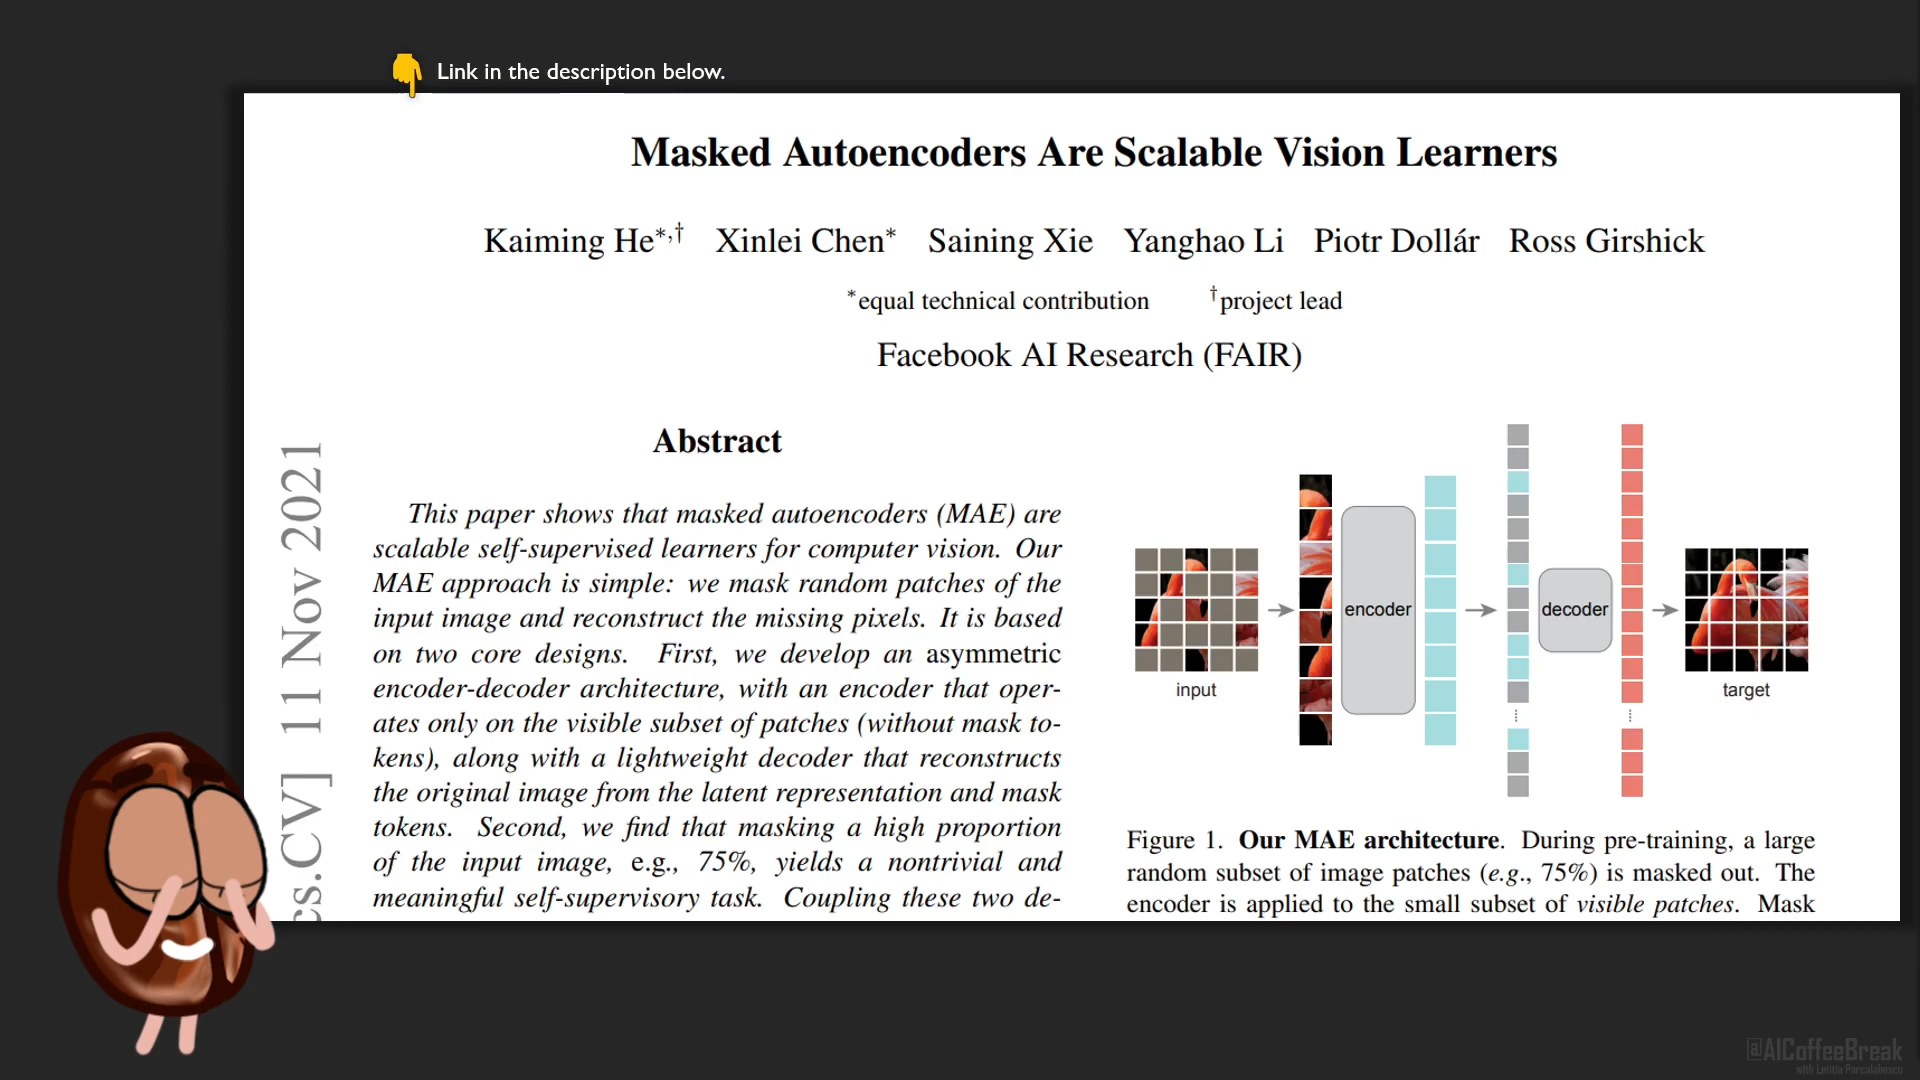 Link in the description below.
Masked Autoencoders Are Scalable Vision Learners
Kaiming He*,† Xinlei Chen* Saining Xie Yanghao Li Piotr Dollár Ross Girshick
*equal technical contribution †project lead
Facebook AI Research (FAIR)
Abstract
This paper shows that masked autoencoders (MAE) are
scalable self-supervised learners for computer vision. Our
MAE approach is simple: we mask random patches of the
input image and reconstruct the missing pixels. It is based
on two core designs. First, we develop an asymmetric
encoder-decoder architecture, with an encoder that oper-
ates only on the visible subset of patches (without mask to-
kens), along with a lightweight decoder that reconstructs
the original image from the latent representation and mask
tokens. Second, we find that masking a high proportion
of the input image, e.g., 75%, yields a nontrivial and
meaningful self-supervisory task. Coupling these two de-
cs.CV] 11 Nov 2021
input
encoder
decoder
target
Figure 1. Our MAE architecture. During pre-training, a large
random subset of image patches (e.g., 75%) is masked out. The
encoder is applied to the small subset of visible patches. Mask
@AICoffeeBreak
with Letitia Parcalabescu